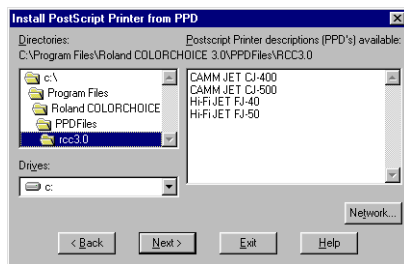 Install PostScript Printer from PPD
Directories:
Postscript Printer descriptions (PPD's) available:
C:\Program Files\Roland COLORCHOICE 3.0\PPDFiles\RCC3.0
c:\
Program Files
Roland COLORCHOICE
PPDFiles
rcc3.0
CAMM JET CJ-400
CAMM JET CJ-500
Hi-Fi JET FJ-40
Hi-Fi JET FJ-50
Drives:
c:
Network...
< Back
Next >
Exit
Help